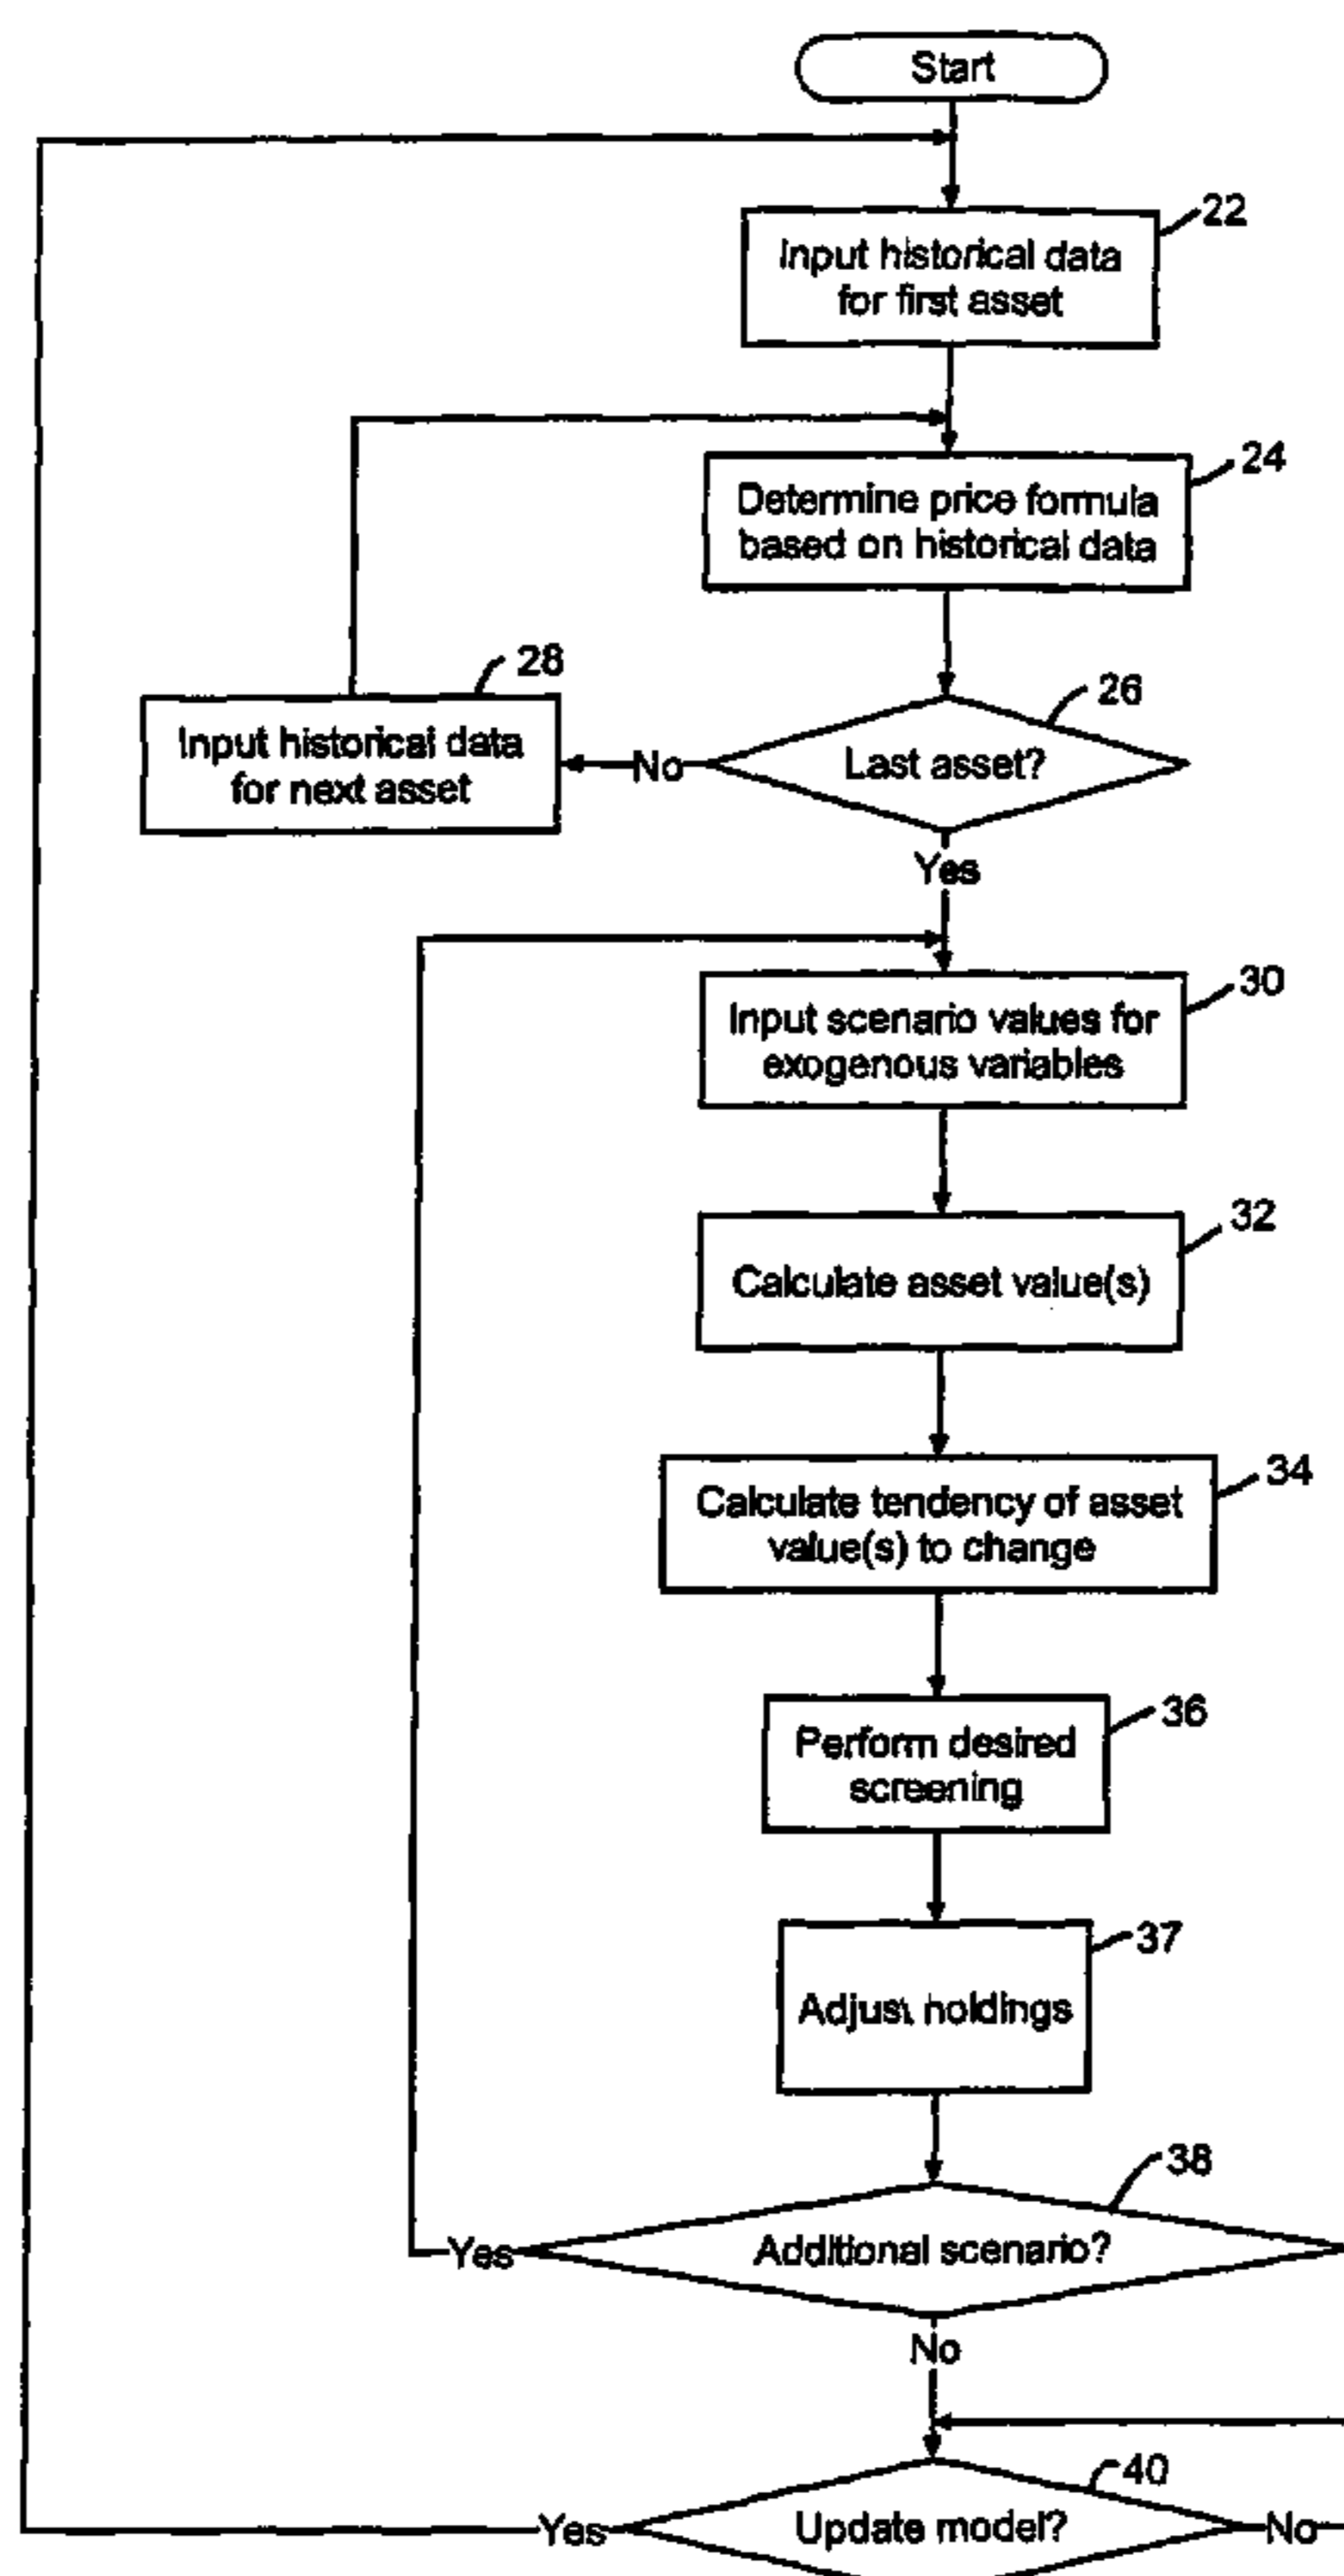 Start
22
Input historical data
for first asset
24
Determine price formula
based on historical data
28
Input historical data
for next asset
No
26
Last asset?
Yes
30
Input scenario values for
exogenous variables
32
Calculate asset value(s)
34
Calculate tendency of asset
value(s) to change
36
Perform desired
screening
37
Adjust holdings
38
Yes
Additional scenario?
No
40
Yes
Update model?
No